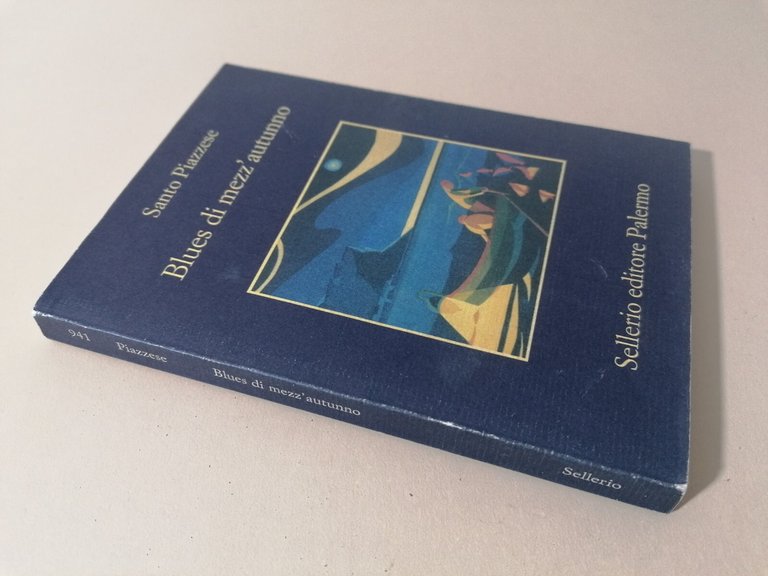 Santo Piazzese
Blues di mezz'autunno
Sellerio editore Palermo
941 Piazzese Blues di mezz'autunno Sellerio